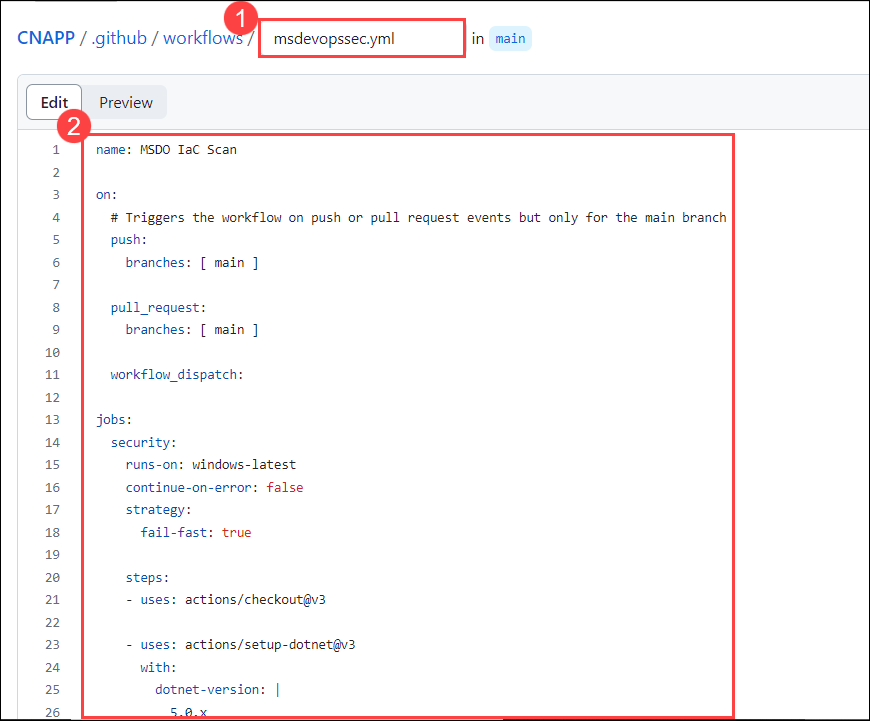 1
CNAPP / .github / workflows / msdevopssec.yml in main
Edit Preview
2
1 name: MSDO IaC Scan
2
3 on:
4 # Triggers the workflow on push or pull request events but only for the main branch
5 push:
6 branches: [ main ]
7
8 pull_request:
9 branches: [ main ]
10
11 workflow_dispatch:
12
13 jobs:
14 security:
15 runs-on: windows-latest
16 continue-on-error: false
17 strategy:
18 fail-fast: true
19
20 steps:
21 - uses: actions/checkout@v3
22
23 - uses: actions/setup-dotnet@v3
24 with:
25 dotnet-version: |
26 5.0.x